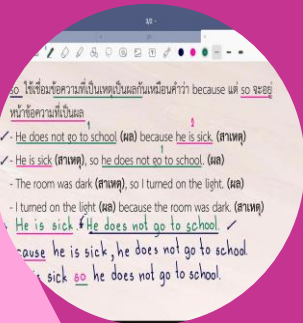 3/2
so ใช้เชื่อมข้อความที่เป็นเหตุเป็นผลกันเหมือนคำว่า because แต่ so จะอยู่
หน้าข้อความที่เป็นผล
1 2
✓ - He does not go to school (ผล) because he is sick. (สาเหตุ)
1
✓ - He is sick (สาเหตุ), so he does not go to school. (ผล)
- The room was dark (สาเหตุ), so I turned on the light. (ผล)
- I turned on the light (ผล) because the room was dark. (สาเหตุ)
He is sick. He does not go to school. ✓
cause he is sick, he does not go to school.
sick so he does not go to school.